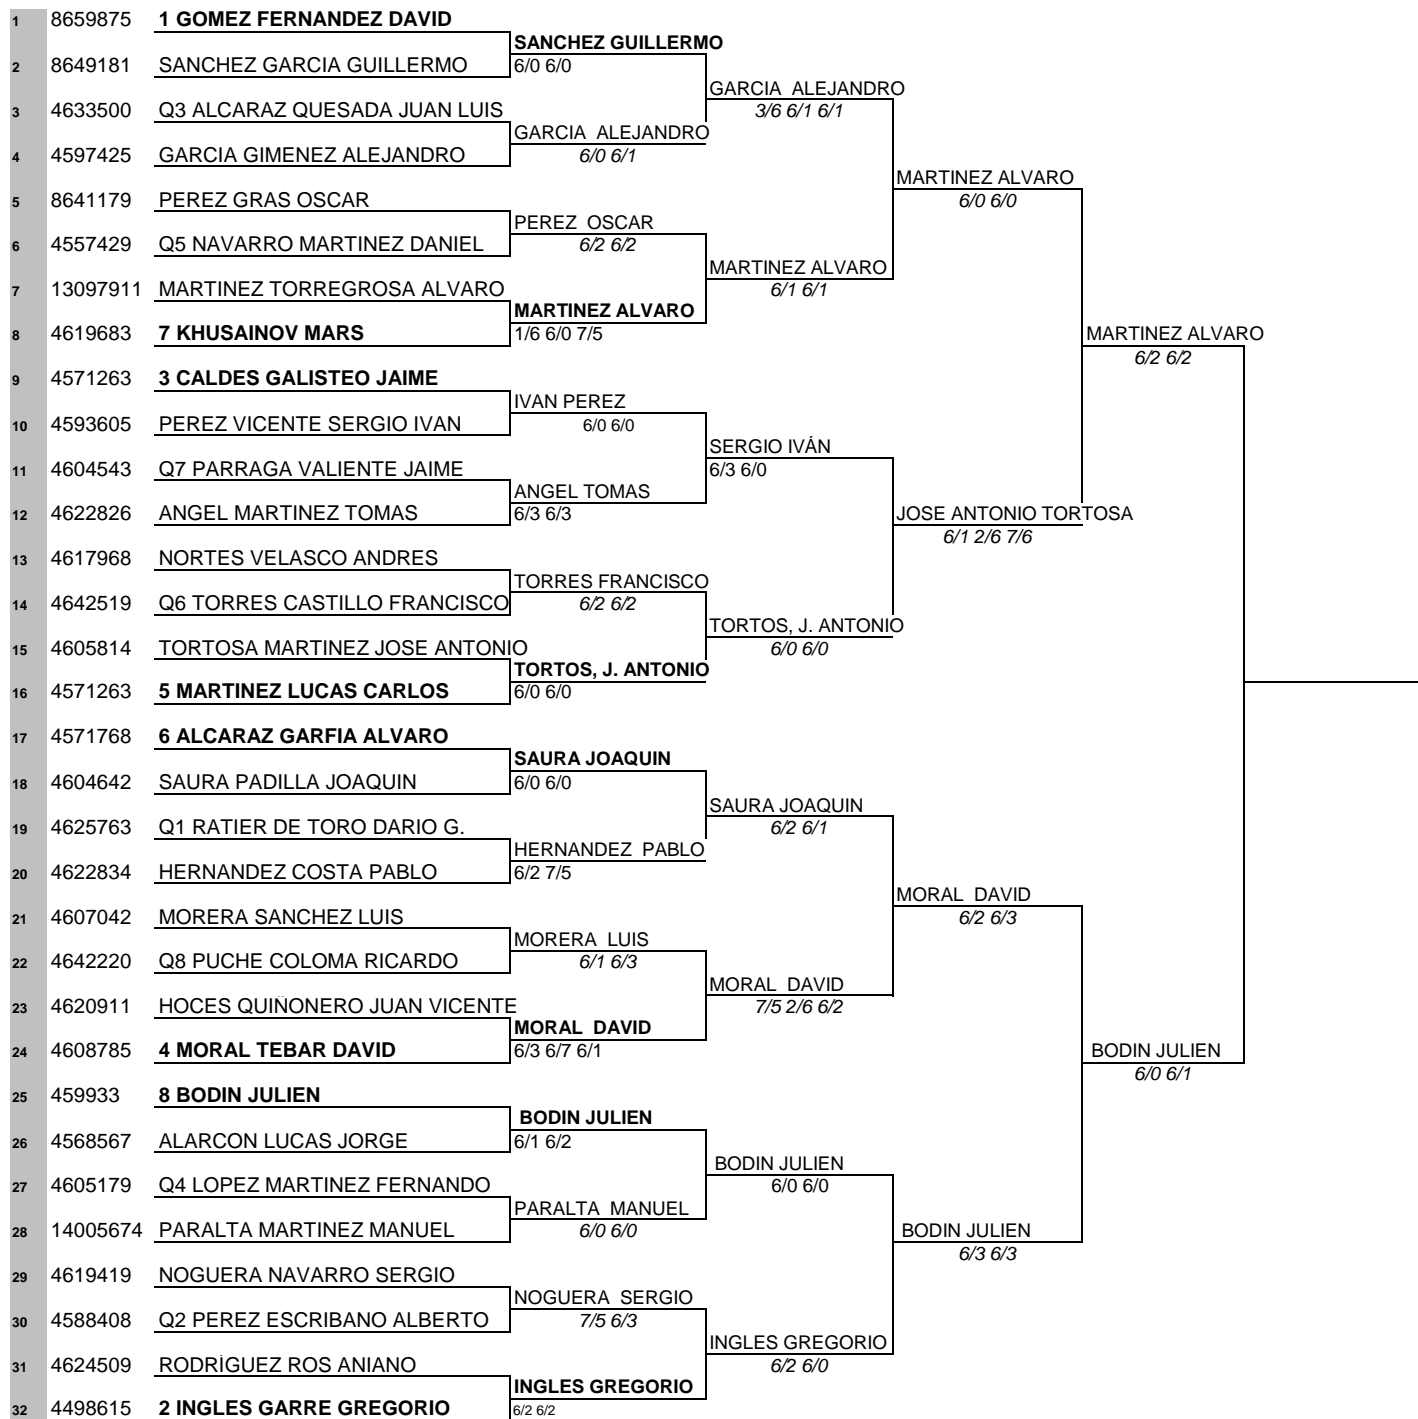 1 8659875 1 GOMEZ FERNANDEZ DAVID
SANCHEZ GUILLERMO
2 8649181 SANCHEZ GARCIA GUILLERMO 6/0 6/0
GARCIA  ALEJANDRO
3 4633500 Q3 ALCARAZ QUESADA JUAN LUIS 3/6 6/1 6/1
GARCIA  ALEJANDRO
4 4597425 GARCIA GIMENEZ ALEJANDRO 6/0 6/1
MARTINEZ ALVARO
5 8641179 PEREZ GRAS OSCAR 6/0 6/0
PEREZ  OSCAR
6 4557429 Q5 NAVARRO MARTINEZ DANIEL 6/2 6/2
MARTINEZ ALVARO
7 13097911 MARTINEZ TORREGROSA ALVARO 6/1 6/1
MARTINEZ ALVARO
8 4619683 7 KHUSAINOV MARS 1/6 6/0 7/5 MARTINEZ ALVARO
6/2 6/2
9 4571263 3 CALDES GALISTEO JAIME
IVAN PEREZ
10 4593605 PEREZ VICENTE SERGIO IVAN 6/0 6/0
SERGIO IVÁN
11 4604543 Q7 PARRAGA VALIENTE JAIME 6/3 6/0
ANGEL TOMAS
12 4622826 ANGEL MARTINEZ TOMAS 6/3 6/3 JOSE ANTONIO TORTOSA
6/1 2/6 7/6
13 4617968 NORTES VELASCO ANDRES
TORRES FRANCISCO
14 4642519 Q6 TORRES CASTILLO FRANCISCO 6/2 6/2
TORTOS, J. ANTONIO
15 4605814 TORTOSA MARTINEZ JOSE ANTONIO 6/0 6/0
TORTOS, J. ANTONIO
16 4571263 5 MARTINEZ LUCAS CARLOS 6/0 6/0
17 4571768 6 ALCARAZ GARFIA ALVARO
SAURA JOAQUIN
18 4604642 SAURA PADILLA JOAQUIN 6/0 6/0
SAURA JOAQUIN
19 4625763 Q1 RATIER DE TORO DARIO G. 6/2 6/1
HERNANDEZ  PABLO
20 4622834 HERNANDEZ COSTA PABLO 6/2 7/5
MORAL  DAVID
21 4607042 MORERA SANCHEZ LUIS 6/2 6/3
MORERA  LUIS
22 4642220 Q8 PUCHE COLOMA RICARDO 6/1 6/3
MORAL  DAVID
23 4620911 HOCES QUIÑONERO JUAN VICENTE 7/5 2/6 6/2
MORAL  DAVID
24 4608785 4 MORAL TEBAR DAVID 6/3 6/7 6/1 BODIN JULIEN
6/0 6/1
25 459933 8 BODIN JULIEN
BODIN JULIEN
26 4568567 ALARCON LUCAS JORGE 6/1 6/2
BODIN JULIEN
27 4605179 Q4 LOPEZ MARTINEZ FERNANDO 6/0 6/0
PARALTA  MANUEL
28 14005674 PARALTA MARTINEZ MANUEL 6/0 6/0 BODIN JULIEN
6/3 6/3
29 4619419 NOGUERA NAVARRO SERGIO
NOGUERA  SERGIO
30 4588408 Q2 PEREZ ESCRIBANO ALBERTO 7/5 6/3
INGLES GREGORIO
31 4624509 RODRÍGUEZ ROS ANIANO 6/2 6/0
INGLES GREGORIO
32 4498615 2 INGLES GARRE GREGORIO 6/2 6/2